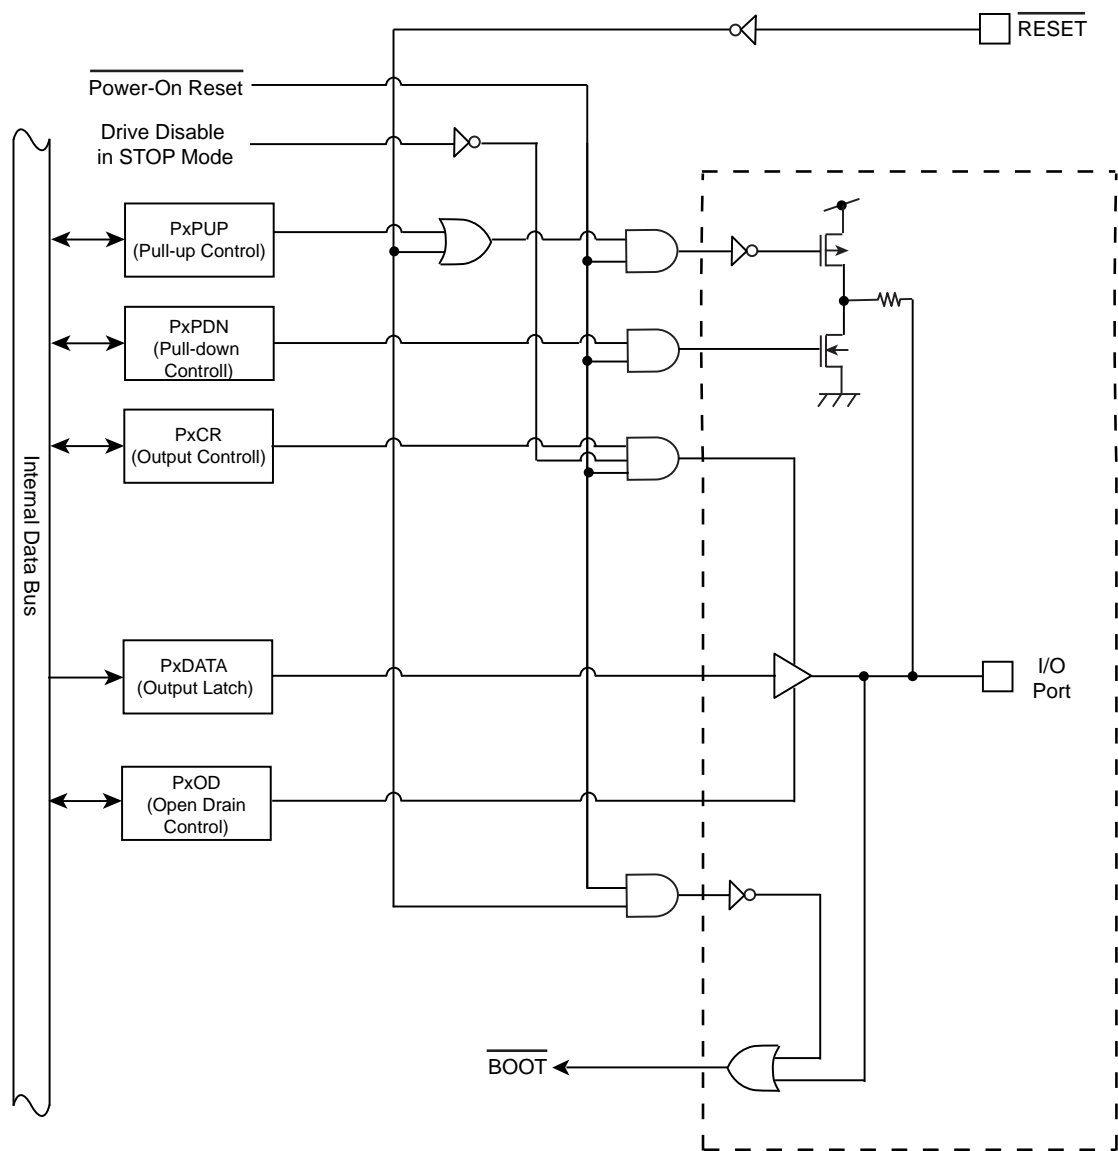 RESET
Power-On Reset
Drive Disable
in STOP Mode
PxPUP
(Pull-up Control)
PxPDN
(Pull-down
Controll)
PxCR
(Output Controll)
Internal Data Bus
PxDATA
(Output Latch)
I/O
Port
PxOD
(Open Drain
Control)
BOOT